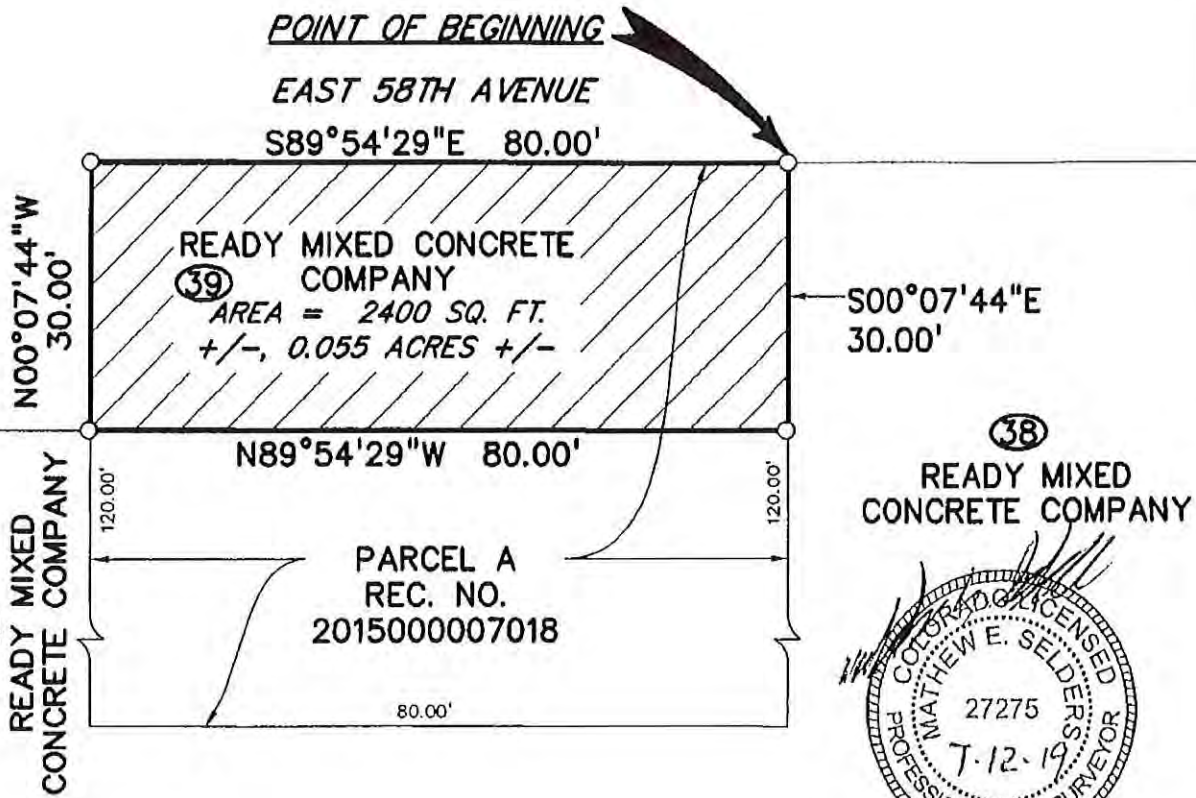 POINT OF BEGINNING
EAST 58TH AVENUE
S89°54'29"E 80.00'
N00°07'44"W
30.00'
READY MIXED CONCRETE
39 COMPANY
AREA = 2400 SQ. FT.
+/-, 0.055 ACRES +/-
S00°07'44"E
30.00'
N89°54'29"W 80.00'
38
READY MIXED
CONCRETE COMPANY
READY MIXED
CONCRETE COMPANY
120.00'
120.00'
PARCEL A
REC. NO.
2015000007018
80.00'
COLORADO LICENSED
MATHEW E. SELDERS
27275
7-12-19
SURVEYOR